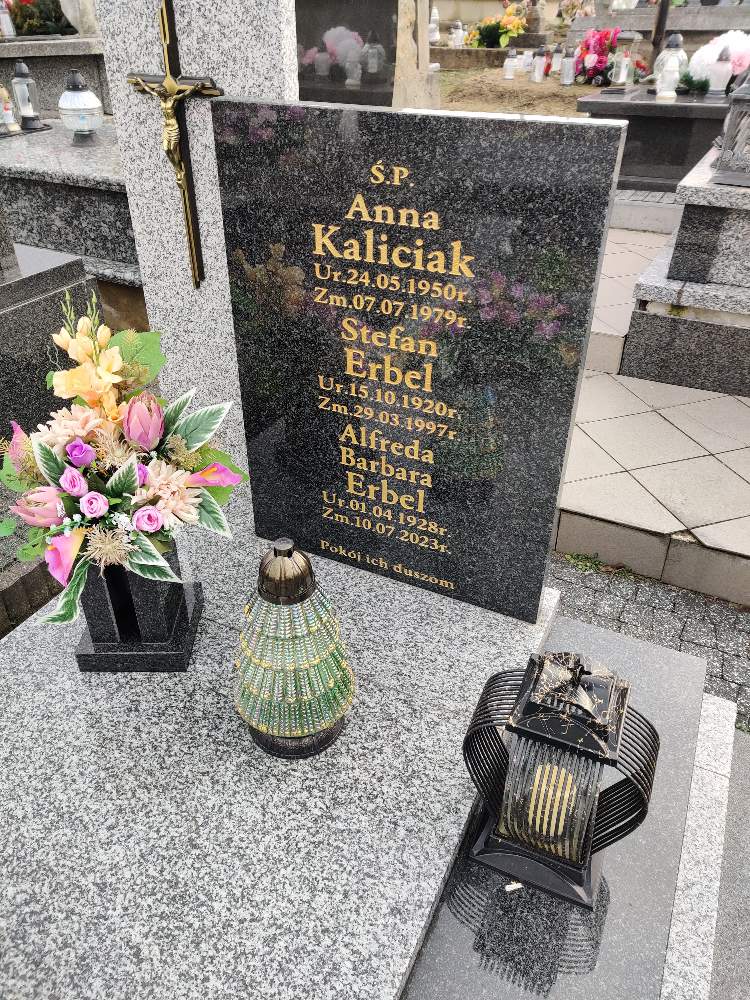 Ś.P.
Anna
Kaliciak
Ur.24.05.1950r.
Zm.07.07.1979r.
Stefan
Erbel
Ur.15.10.1920r.
Zm.29.03.1997r.
Alfreda
Barbara
Erbel
Ur.01.04.1928r.
Zm.10.07.2023r.
Pokój ich duszom